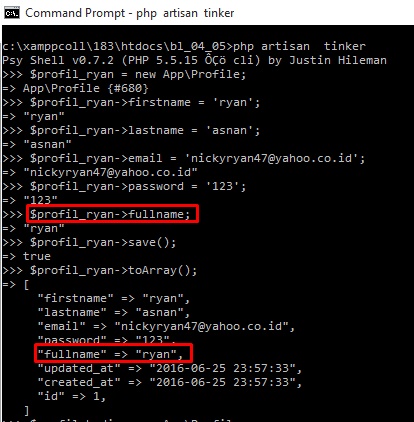 Command Prompt - php artisan tinker
c:\xamppcoll\183\htdocs\bl_04_05>php artisan  tinker
Psy Shell v0.7.2 (PHP 5.5.15 ÔÇö cli) by Justin Hileman
>>> $profil_ryan = new App\Profile;
=> App\Profile {#680}
>>> $profil_ryan->firstname = 'ryan';
=> "ryan"
>>> $profil_ryan->lastname = 'asnan';
=> "asnan"
>>> $profil_ryan->email = 'nickyryan47@yahoo.co.id';
=> "nickyryan47@yahoo.co.id"
>>> $profil_ryan->password = '123';
=> "123"
>>> $profil_ryan->fullname;
=> "ryan"
>>> $profil_ryan->save();
=> true
>>> $profil_ryan->toArray();
=> [
"firstname" => "ryan",
"lastname" => "asnan",
"email" => "nickyryan47@yahoo.co.id",
"password" => "123",
"fullname" => "ryan",
"updated_at" => "2016-06-25 23:57:33",
"created_at" => "2016-06-25 23:57:33",
"id" => 1,
]